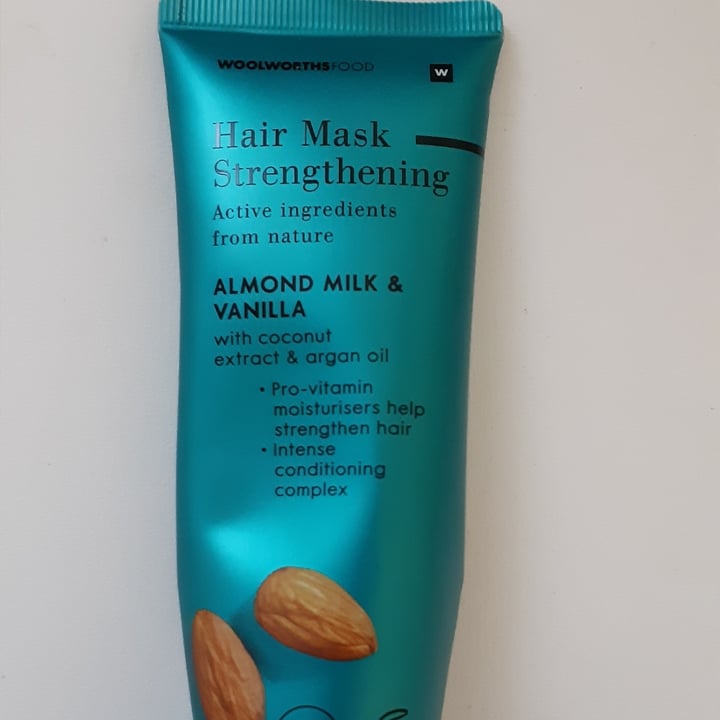 WOOLWORTHSFOOD
W
Hair Mask
Strengthening
Active ingredients
from nature
ALMOND MILK &
VANILLA
with coconut
extract & argan oil
• Pro-vitamin
moisturisers help
strengthen hair
• Intense
conditioning
complex